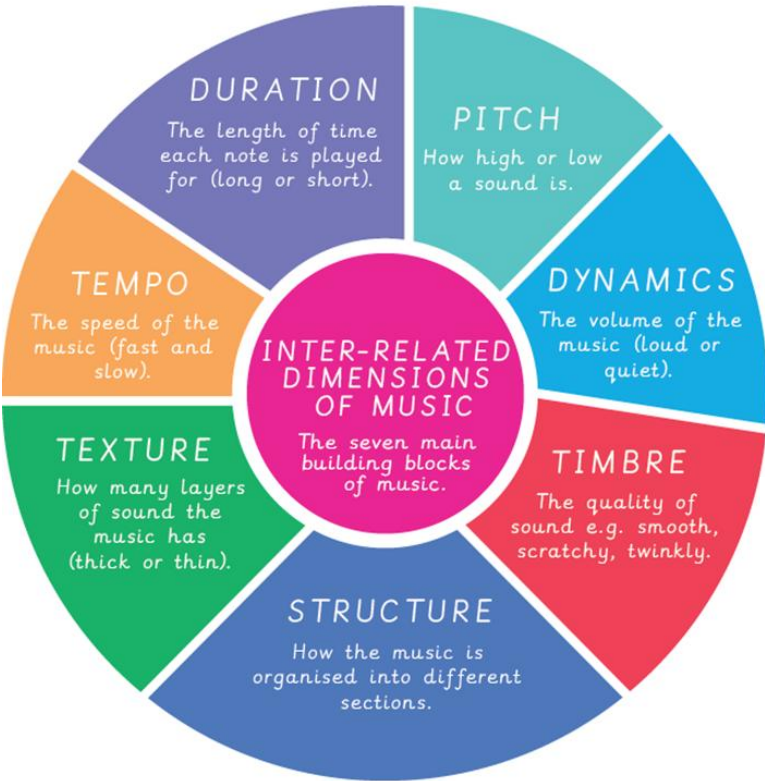 DURATION
The length of time
each note is played
for (long or short).
PITCH
How high or low
a sound is.
DYNAMICS
The volume of the
music (loud or
quiet).
TIMBRE
The quality of
sound e.g. smooth,
scratchy, twinkly.
STRUCTURE
How the music is
organised into different
sections.
TEXTURE
How many layers
of sound the
music has
(thick or thin).
TEMPO
The speed of the
music (fast and
slow).
INTER-RELATED
DIMENSIONS
OF MUSIC
The seven main
building blocks
of music.